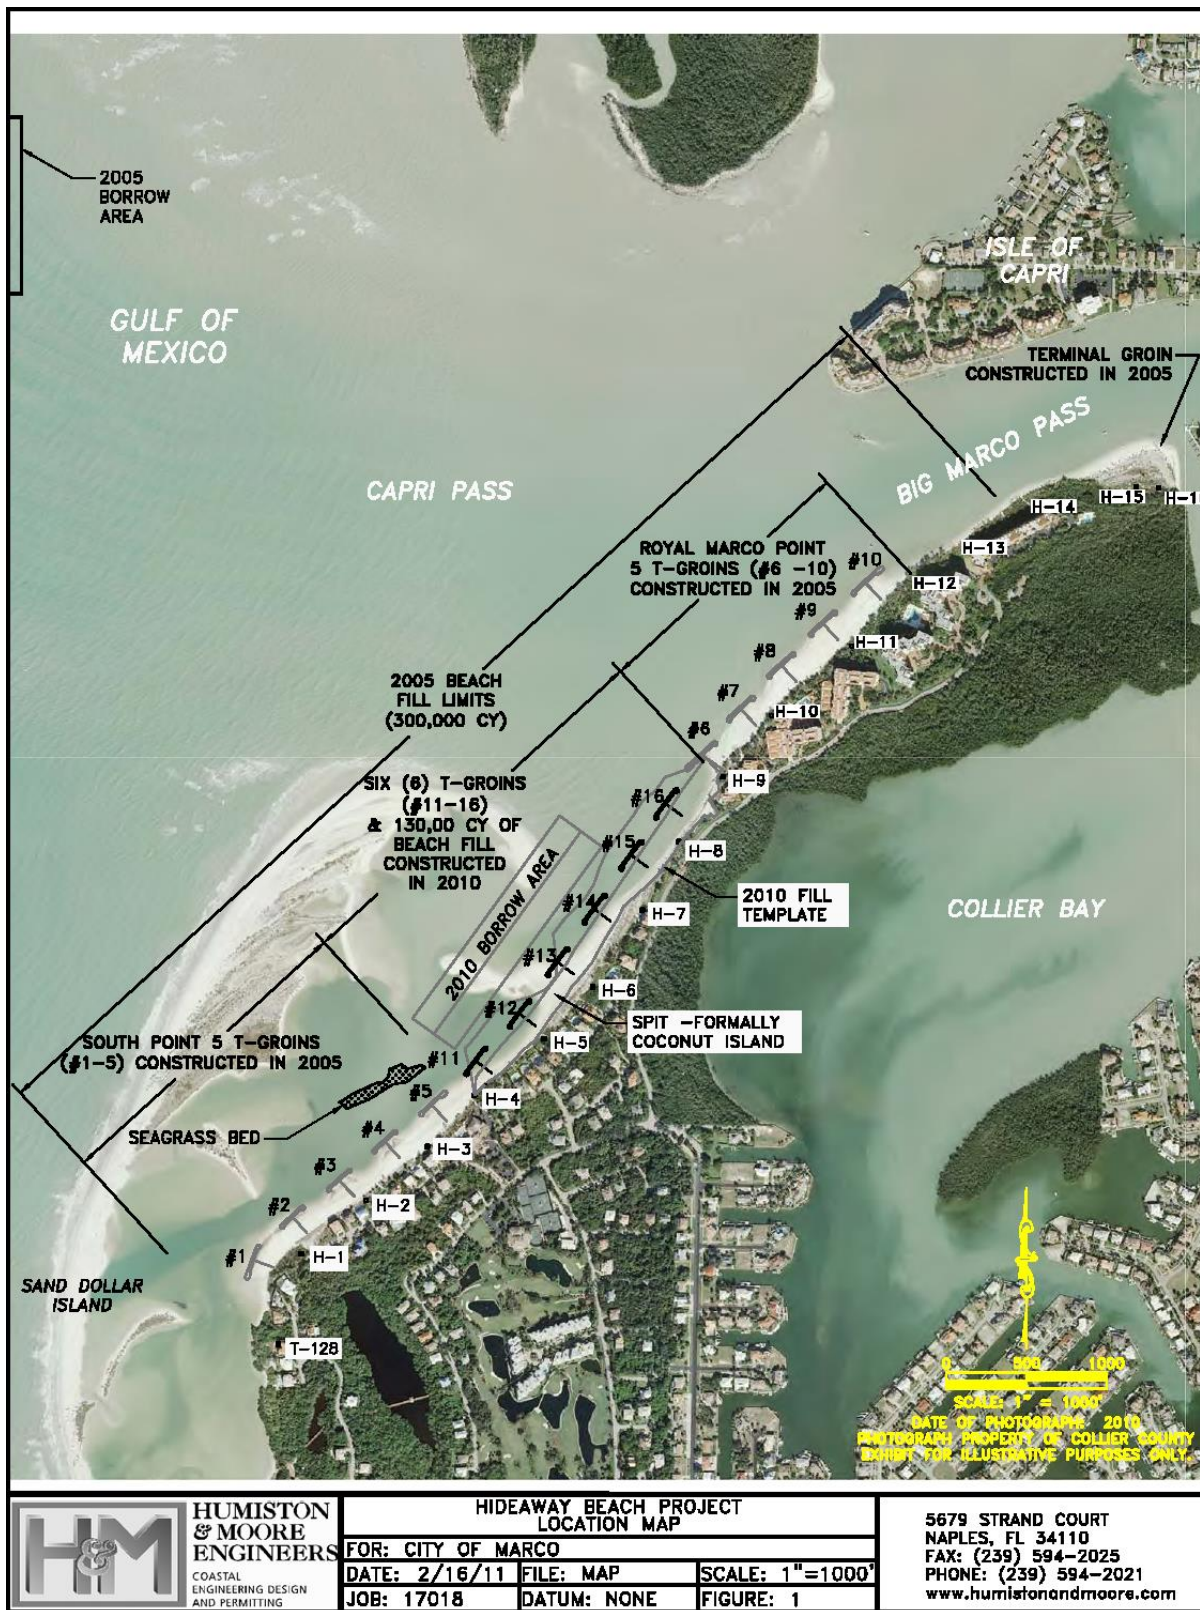 2005
BORROW
AREA
GULF OF
MEXICO
ISLE OF
CAPRI
TERMINAL GROIN
CONSTRUCTED IN 2005
BIG MARCO PASS
CAPRI PASS
H-15
H-14
H-13
H-12
H-11
H-10
H-9
H-8
H-7
H-6
H-5
H-4
H-3
H-2
H-1
T-128
ROYAL MARCO POINT
5 T-GROINS (#6 -10)
CONSTRUCTED IN 2005
#10
#9
#8
#7
#6
#16
#15
#14
#13
#12
#11
#5
#4
#3
#2
#1
2005 BEACH
FILL LIMITS
(300,000 CY)
SIX (6) T-GROINS
(#11-16)
& 130,00 CY OF
BEACH FILL
CONSTRUCTED
IN 2010
2010 BORROW AREA
2010 FILL
TEMPLATE
COLLIER BAY
SPIT -FORMALLY
COCONUT ISLAND
SOUTH POINT 5 T-GROINS
(#1-5) CONSTRUCTED IN 2005
SEAGRASS BED
SAND DOLLAR
ISLAND
0 500 1000
SCALE: 1" = 1000'
DATE OF PHOTOGRAPH: 2010
PHOTOGRAPH PROPERTY OF COLLIER COUNTY
EXHIBIT FOR ILLUSTRATIVE PURPOSES ONLY.
H&M
HUMISTON
& MOORE
ENGINEERS
COASTAL
ENGINEERING DESIGN
AND PERMITTING
HIDEAWAY BEACH PROJECT
LOCATION MAP
FOR: CITY OF MARCO
DATE: 2/16/11 FILE: MAP SCALE: 1"=1000'
JOB: 17018 DATUM: NONE FIGURE: 1
5679 STRAND COURT
NAPLES, FL 34110
FAX: (239) 594-2025
PHONE: (239) 594-2021
www.humistonandmoore.com